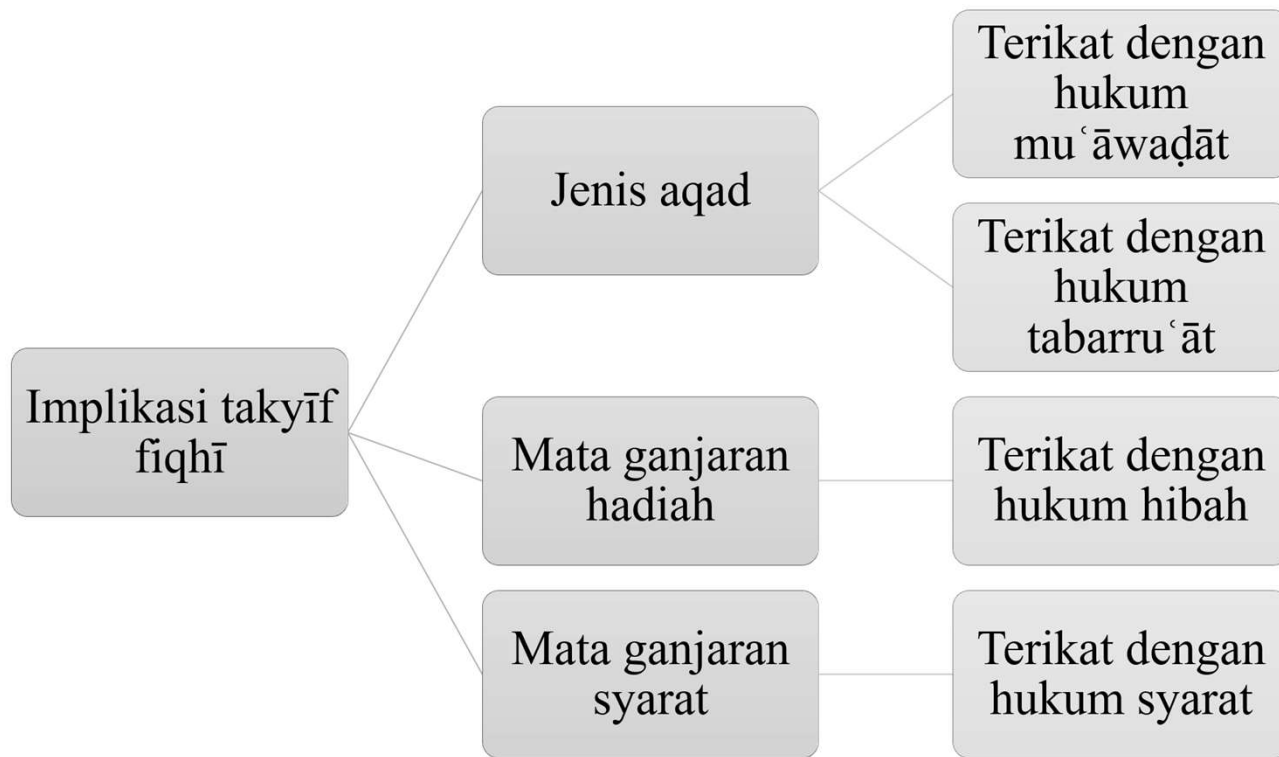 Implikasi takyīf
fiqhī
Jenis aqad
Terikat dengan
hukum
muʿāwaḍāt
Terikat dengan
hukum
tabarruʿāt
Mata ganjaran
hadiah
Terikat dengan
hukum hibah
Mata ganjaran
syarat
Terikat dengan
hukum syarat